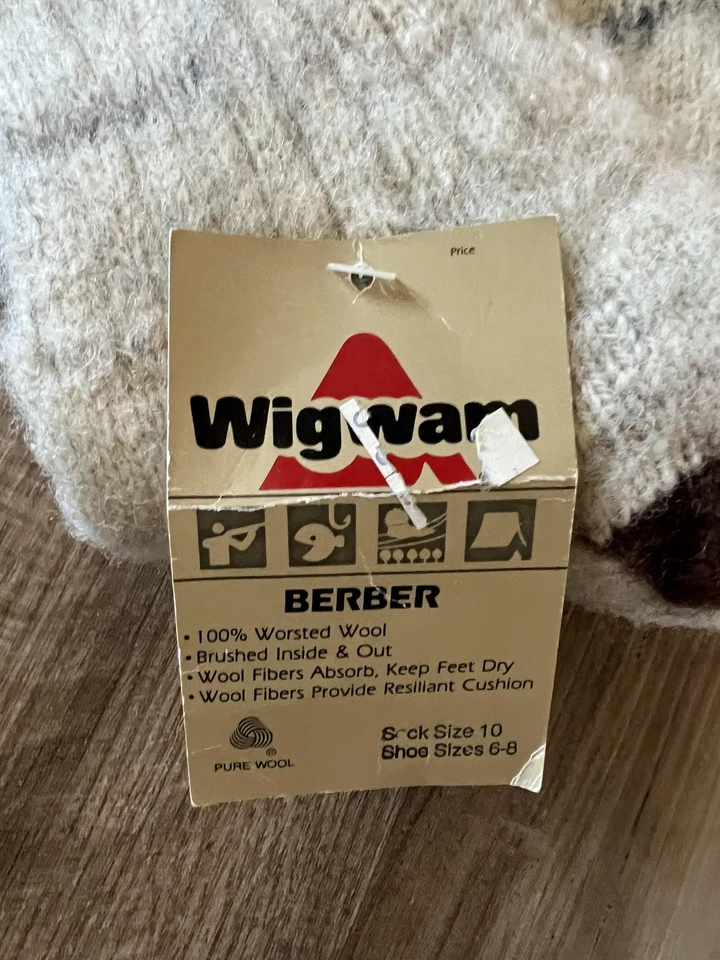 Price
Wigwam
BERBER
• 100% Worsted Wool
• Brushed Inside & Out
• Wool Fibers Absorb, Keep Feet Dry
• Wool Fibers Provide Resiliant Cushion
®
PURE WOOL
Sock Size 10
Shoe Sizes 6-8